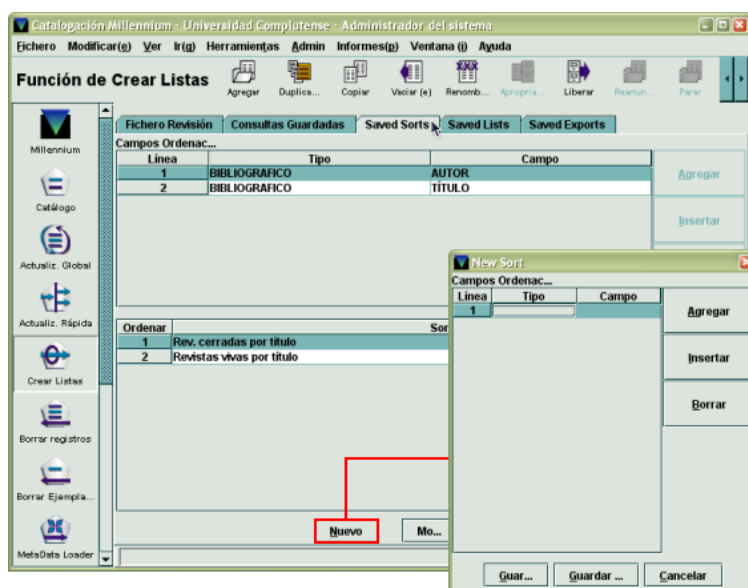 Catalogación Millennium - Universidad Complutense - Administrador del sistema
Fichero Modificar(e) Ver Ir(g) Herramientas Admin Informes(p) Ventana (i) Ayuda
Función de Crear Listas
Agregar Duplica... Copiar Vaciar (e) Renomb... Apropria... Liberar Reanun... Parar
Millennium
Catálogo
Actualiz. Global
Actualiz. Rápida
Crear Listas
Borrar registros
Borrar Ejempla...
MetaData Loader
Fichero Revisión Consultas Guardadas Saved Sorts Saved Lists Saved Exports
Campos Ordenac...
Línea Tipo Campo
1 BIBLIOGRAFICO AUTOR
2 BIBLIOGRAFICO TÍTULO
Agregar
Insertar
Ordenar Sor
1 Rev. cerradas por título
2 Revistas vivas por título
Nuevo Mo...
New Sort
Campos Ordenac...
Línea Tipo Campo
1
Agregar
Insertar
Borrar
Guar... Guardar ... Cancelar